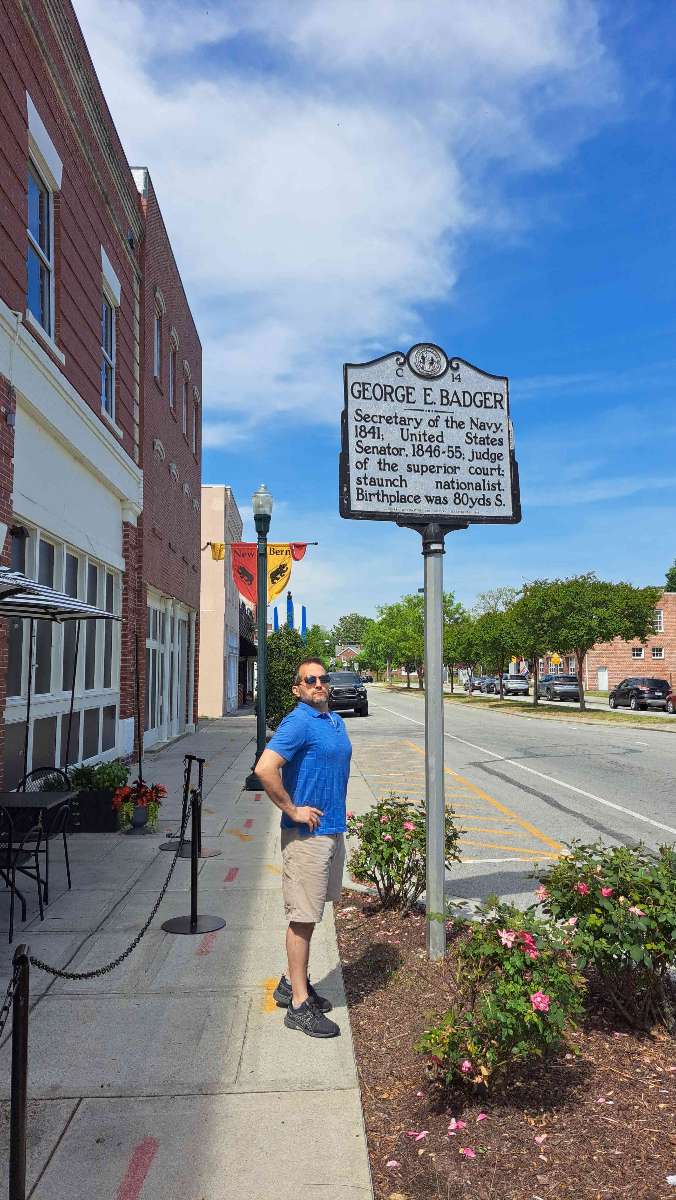 C 14
GEORGE E. BADGER
Secretary of the Navy,
1841; United States
Senator, 1846-55; judge
of the superior court;
staunch nationalist.
Birthplace was 80yds S.
New Bern